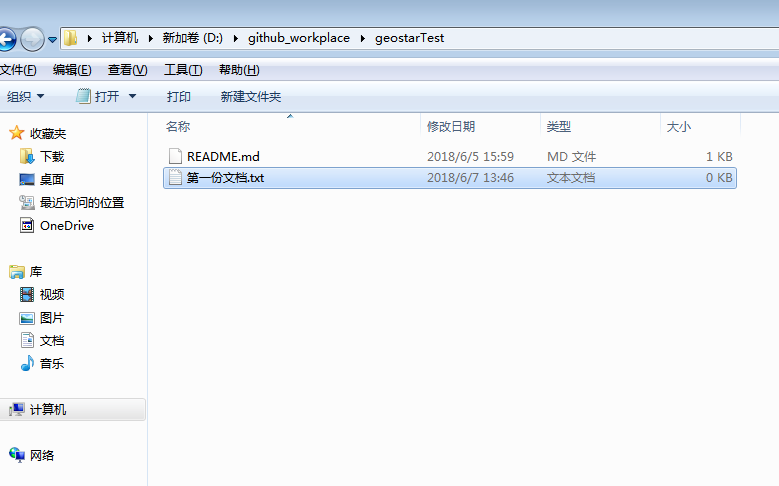 计算机 新加卷 (D:) github_workplace geostarTest
文件(F) 编辑(E) 查看(V) 工具(T) 帮助(H)
组织 打开 打印 新建文件夹
收藏夹
下载
桌面
最近访问的位置
OneDrive
库
视频
图片
文档
音乐
计算机
网络
名称 修改日期 类型 大小
README.md 2018/6/5 15:59 MD 文件 1 KB
第一份文档.txt 2018/6/7 13:46 文本文档 0 KB